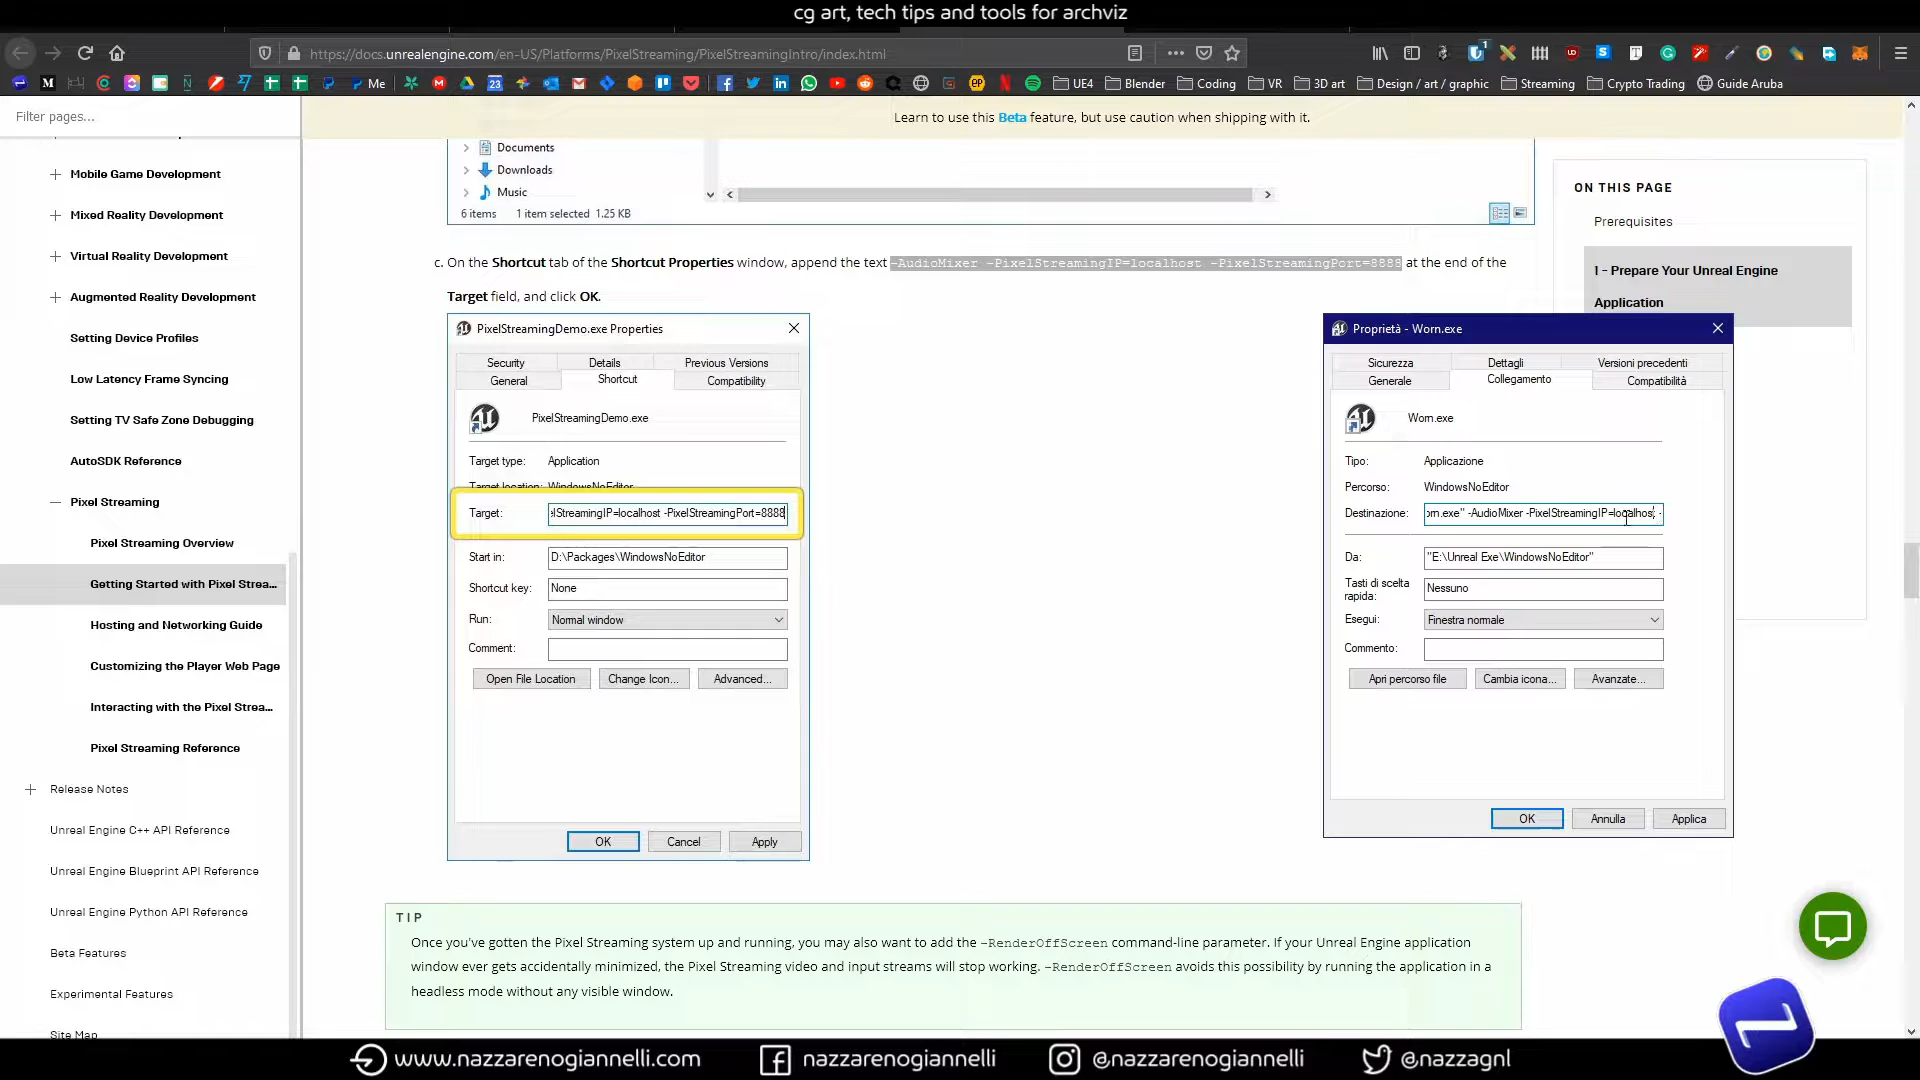 cg art, tech tips and tools for archviz
https://docs.unrealengine.com/en-US/Platforms/PixelStreaming/PixelStreamingIntro/index.html
Me
UE4
Blender
Coding
VR
3D art
Design / art / graphic
Streaming
Crypto Trading
Guide Aruba
Filter pages...
Learn to use this Beta feature, but use caution when shipping with it.
Mobile Game Development
Mixed Reality Development
Virtual Reality Development
Augmented Reality Development
Setting Device Profiles
Low Latency Frame Syncing
Setting TV Safe Zone Debugging
AutoSDK Reference
Pixel Streaming
Pixel Streaming Overview
Getting Started with Pixel Strea...
Hosting and Networking Guide
Customizing the Player Web Page
Interacting with the Pixel Strea...
Pixel Streaming Reference
Release Notes
Unreal Engine C++ API Reference
Unreal Engine Blueprint API Reference
Unreal Engine Python API Reference
Beta Features
Experimental Features
Site Map
Documents
Downloads
Music
6 items 1 item selected 1.25 KB
ON THIS PAGE
Prerequisites
1 - Prepare Your Unreal Engine
Application
c. On the Shortcut tab of the Shortcut Properties window, append the text -AudioMixer -PixelStreamingIP=localhost -PixelStreamingPort=8888 at the end of the
Target field, and click OK.
PixelStreamingDemo.exe Properties
Security Details Previous Versions
General Shortcut Compatibility
PixelStreamingDemo.exe
Target type: Application
Target location: WindowsNoEditor
Target: elStreamingIP=localhost -PixelStreamingPort=8888
Start in: D:\Packages\WindowsNoEditor
Shortcut key: None
Run: Normal window
Comment:
Open File Location Change Icon... Advanced...
OK Cancel Apply
Proprietà - Worn.exe
Sicurezza Dettagli Versioni precedenti
Generale Collegamento Compatibilità
Worn.exe
Tipo: Applicazione
Percorso: WindowsNoEditor
Destinazione: orn.exe" -AudioMixer -PixelStreamingIP=localhost -
Da: "E:\Unreal Exe\WindowsNoEditor"
Tasti di scelta
rapida: Nessuno
Esegui: Finestra normale
Commento:
Apri percorso file Cambia icona... Avanzate...
OK Annulla Applica
TIP
Once you've gotten the Pixel Streaming system up and running, you may also want to add the -RenderOffScreen command-line parameter. If your Unreal Engine application
window ever gets accidentally minimized, the Pixel Streaming video and input streams will stop working. -RenderOffScreen avoids this possibility by running the application in a
headless mode without any visible window.
www.nazzarenogiannelli.com nazzarenogiannelli @nazzarenogiannelli @nazzagnl